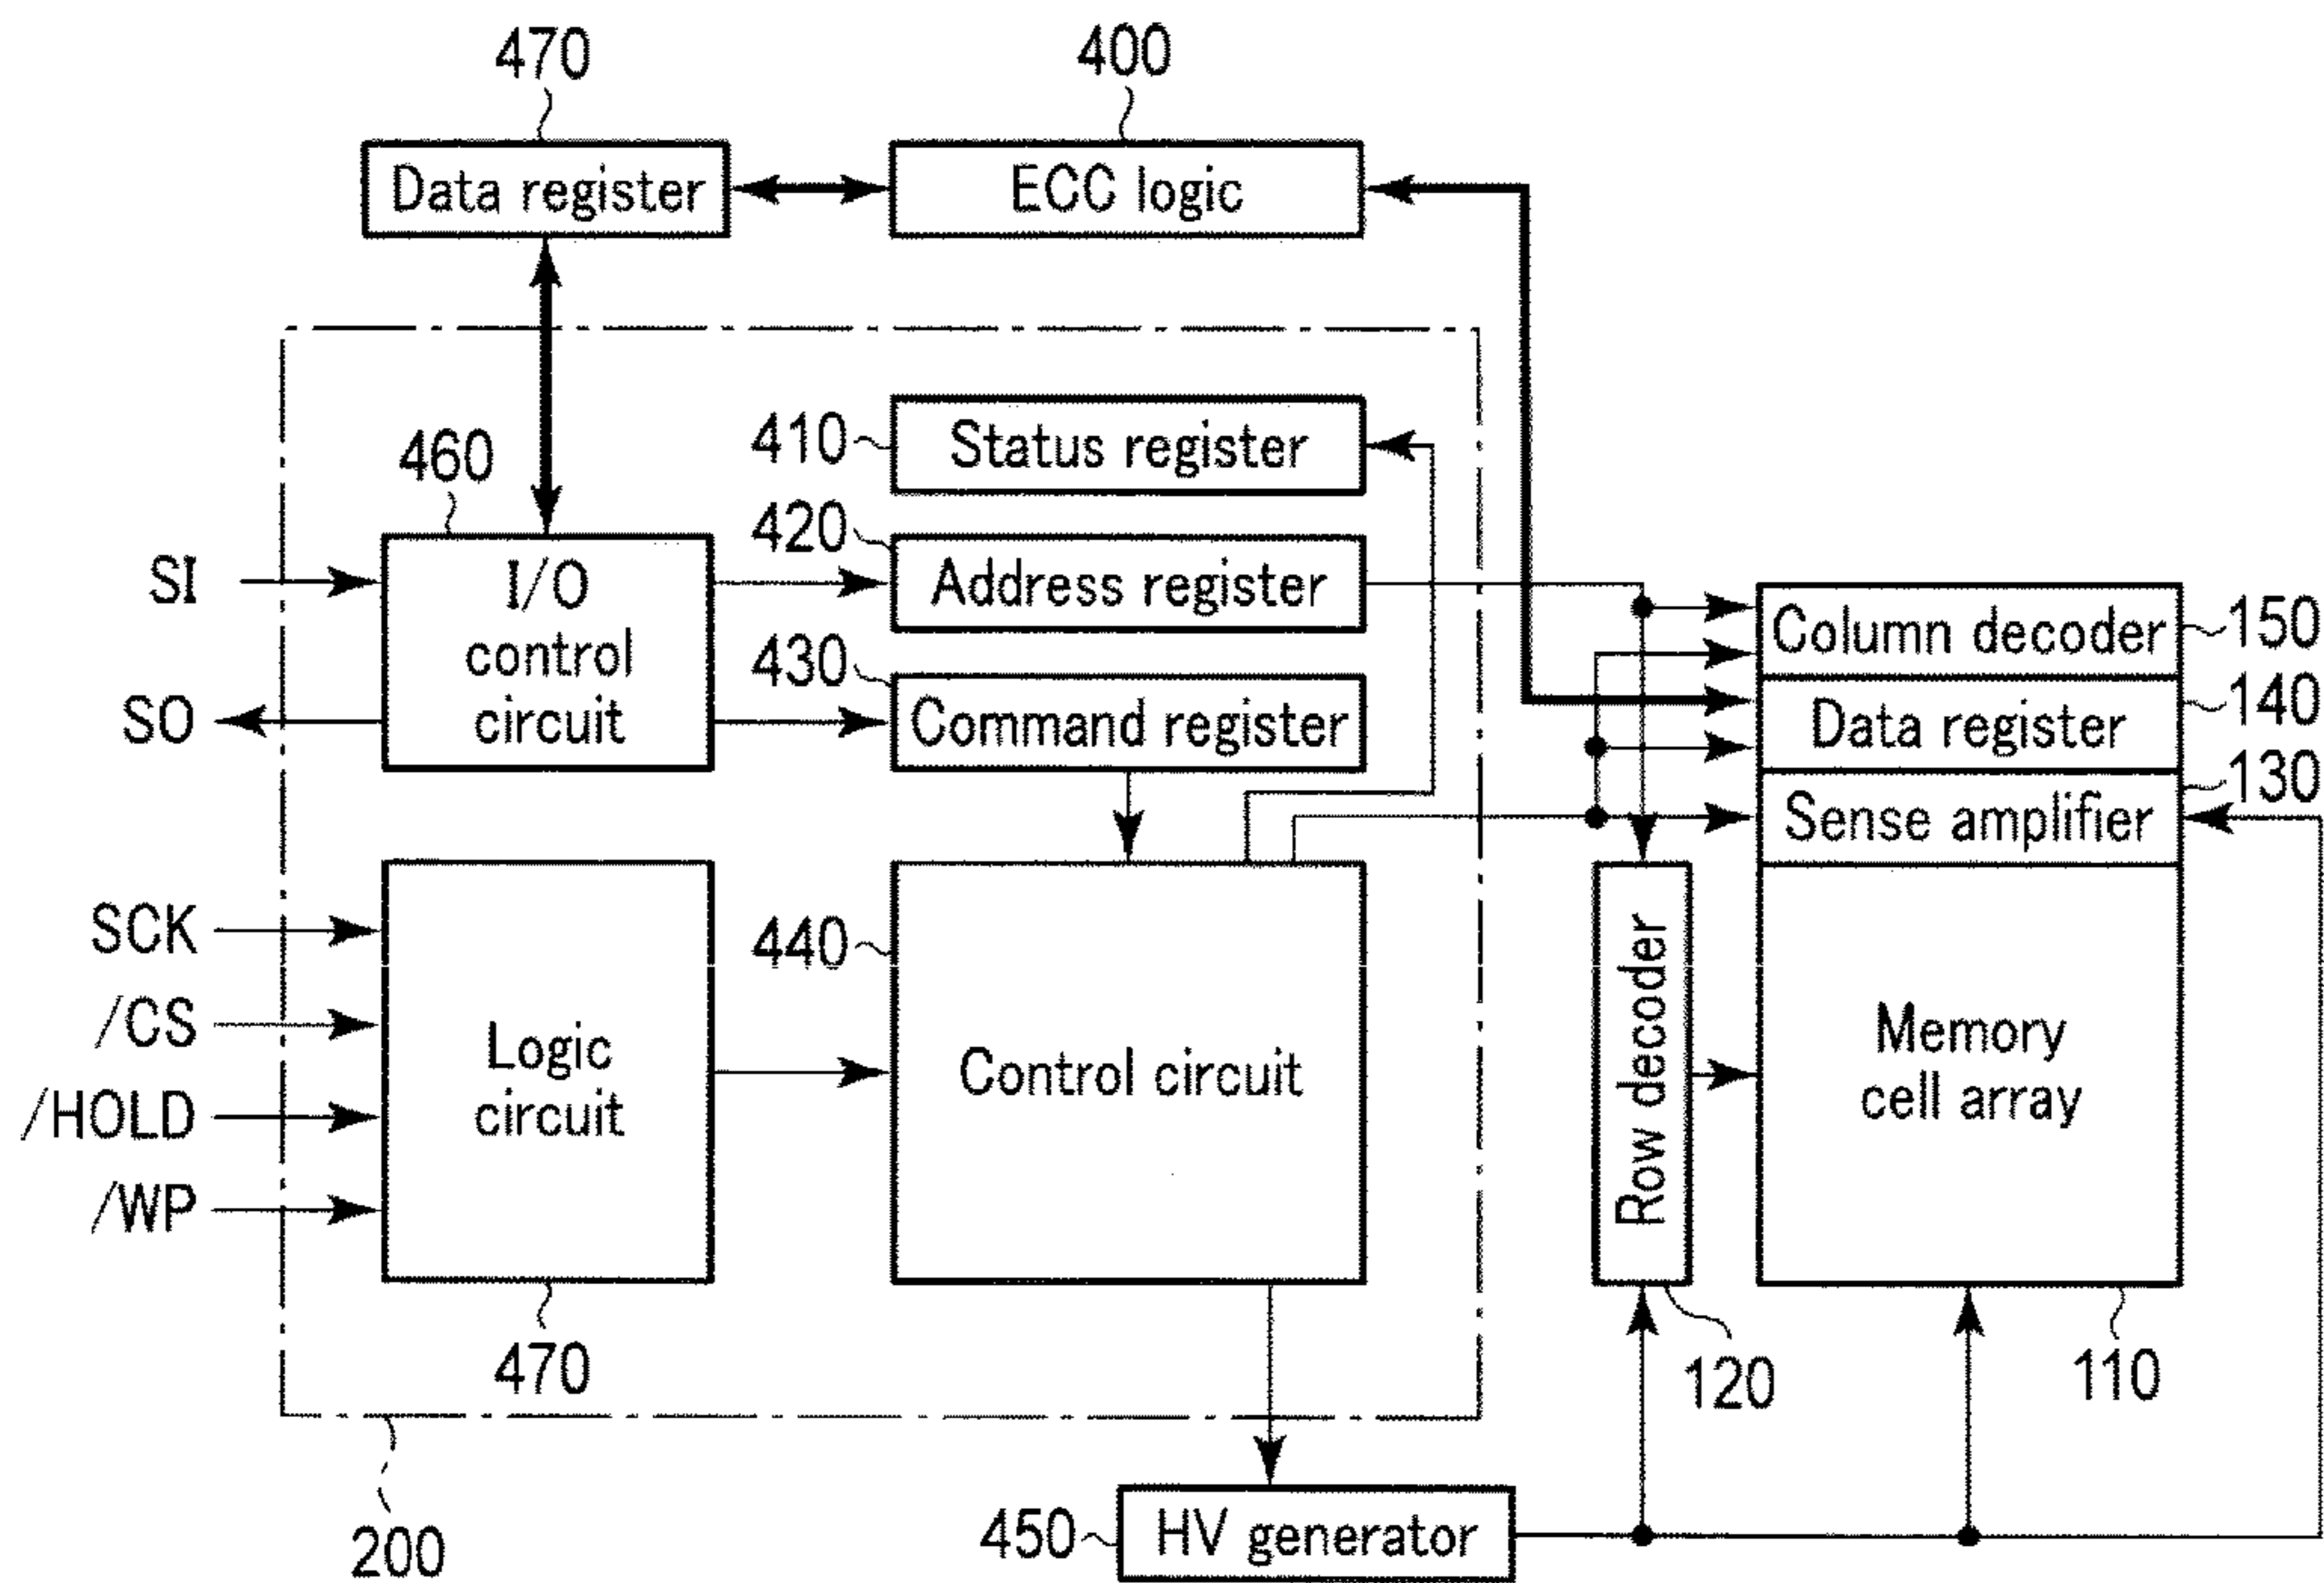 470
400
Data register
ECC logic
410
Status register
460
420
Address register
SI
I/O
control
circuit
430
Command register
SO
Column decoder
150
Data register
140
Sense amplifier
130
SCK
/CS
/HOLD
/WP
Logic
circuit
470
440
Control circuit
Row decoder
120
Memory
cell array
110
200
450
HV generator